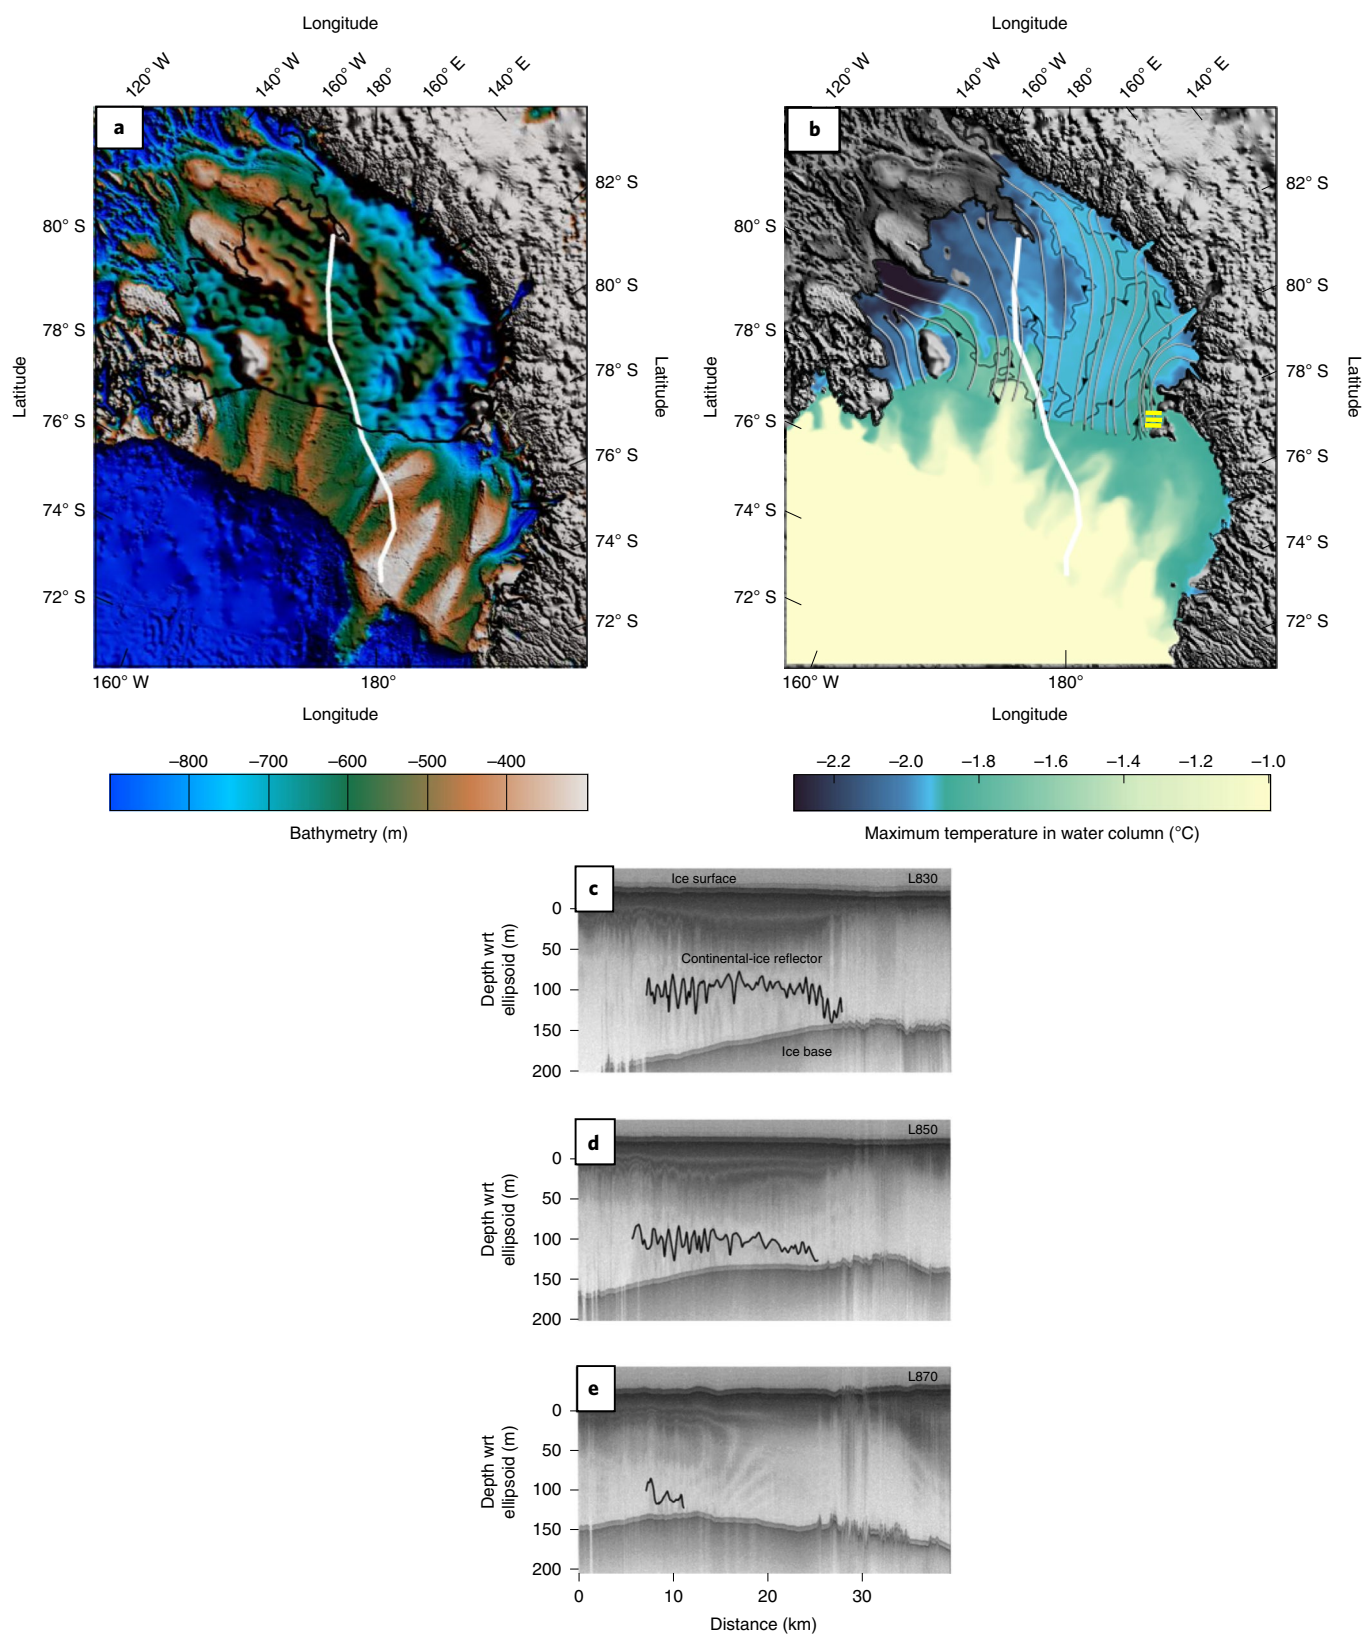 Longitude
Longitude
120° W
140° W
160° W
180°
160° E
140° E
120° W
140° W
160° W
180°
160° E
140° E
a
b
82° S
82° S
80° S
80° S
80° S
80° S
78° S
78° S
78° S
78° S
76° S
76° S
76° S
76° S
74° S
74° S
74° S
74° S
72° S
72° S
72° S
72° S
Latitude
Latitude
Latitude
Latitude
160° W
180°
160° W
180°
Longitude
Longitude
–800 –700 –600 –500 –400
–2.2 –2.0 –1.8 –1.6 –1.4 –1.2 –1.0
Bathymetry (m)
Maximum temperature in water column (°C)
c
Ice surface
L830
0
50
100
150
200
Depth wrt
ellipsoid (m)
Continental-ice reflector
Ice base
d
L850
0
50
100
150
200
Depth wrt
ellipsoid (m)
e
L870
0
50
100
150
200
Depth wrt
ellipsoid (m)
0 10 20 30
Distance (km)